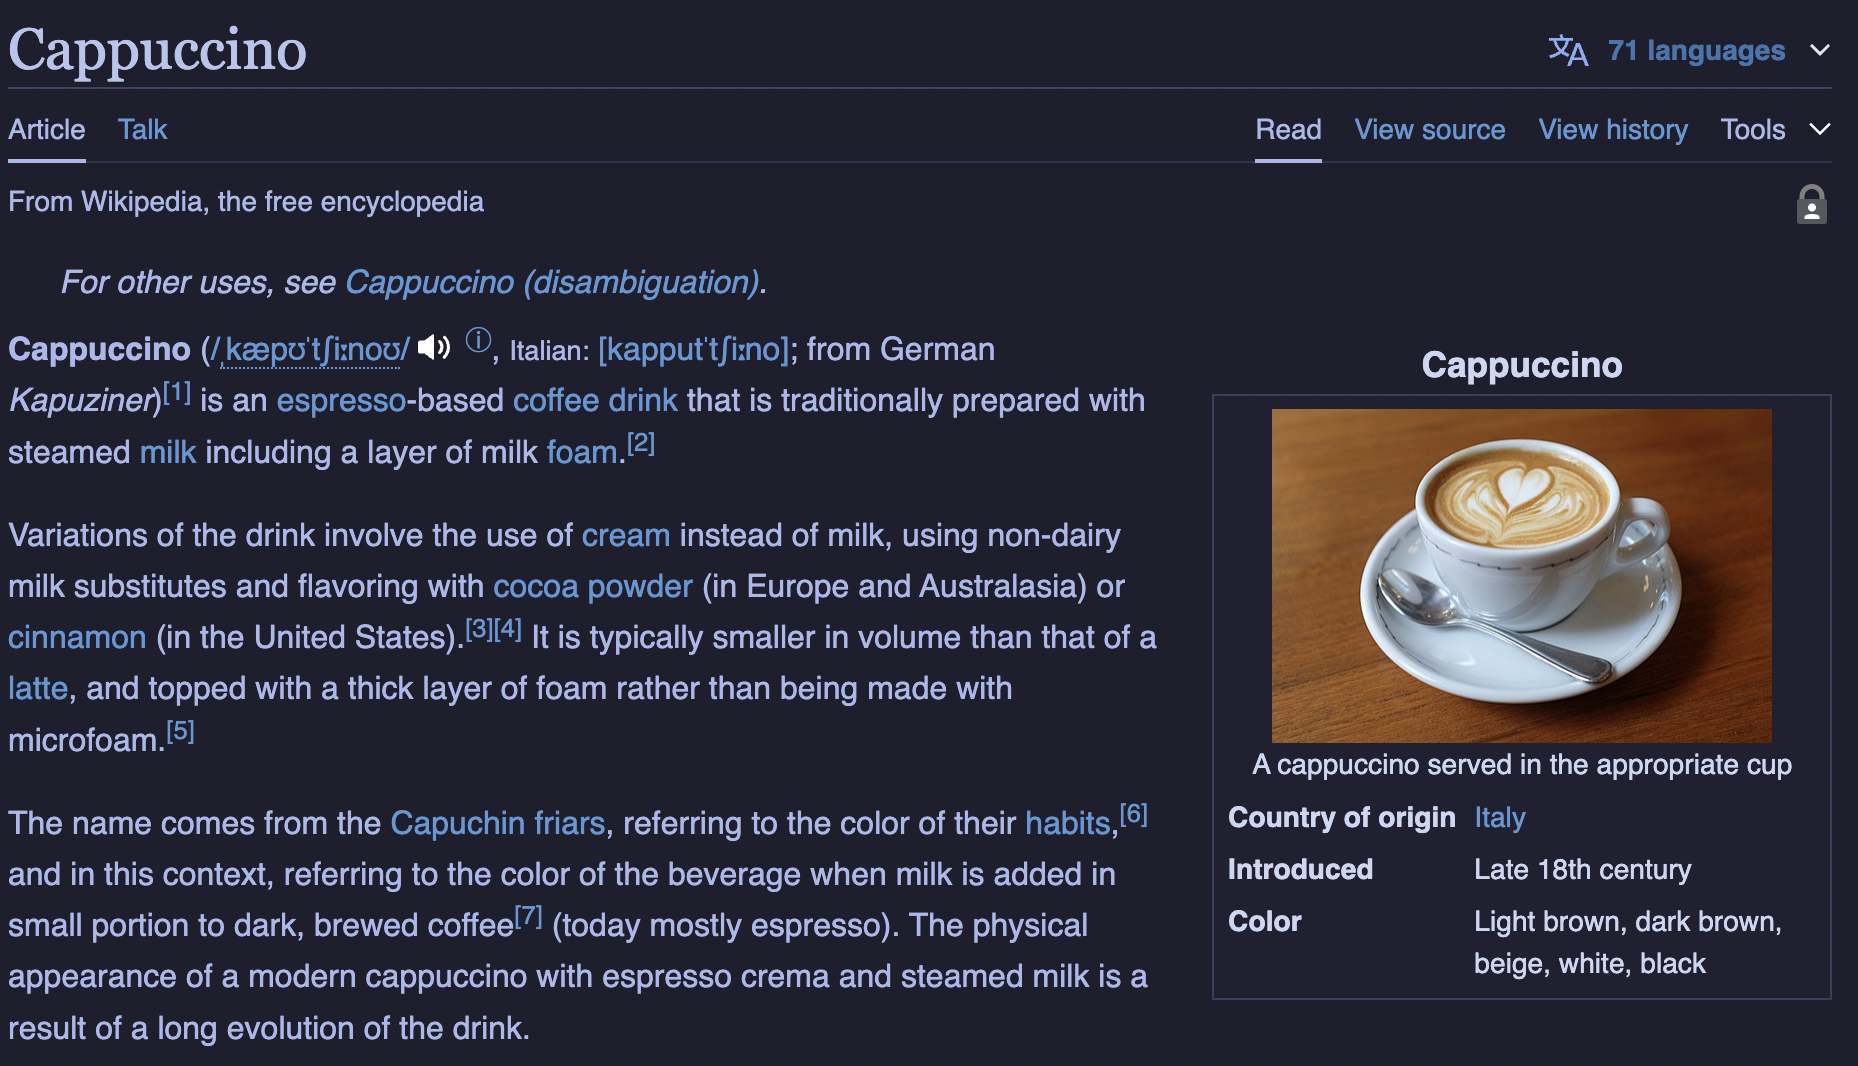 Cappuccino
71 languages
Article Talk
Read View source View history Tools
From Wikipedia, the free encyclopedia
For other uses, see Cappuccino (disambiguation).
Cappuccino (/ˌkæpʊˈtʃiːnoʊ/ ⓘ, Italian: [kapputˈtʃiːno]; from German
Kapuziner)[1] is an espresso-based coffee drink that is traditionally prepared with
steamed milk including a layer of milk foam.[2]
Variations of the drink involve the use of cream instead of milk, using non-dairy
milk substitutes and flavoring with cocoa powder (in Europe and Australasia) or
cinnamon (in the United States).[3][4] It is typically smaller in volume than that of a
latte, and topped with a thick layer of foam rather than being made with
microfoam.[5]
The name comes from the Capuchin friars, referring to the color of their habits,[6]
and in this context, referring to the color of the beverage when milk is added in
small portion to dark, brewed coffee[7] (today mostly espresso). The physical
appearance of a modern cappuccino with espresso crema and steamed milk is a
result of a long evolution of the drink.
Cappuccino
A cappuccino served in the appropriate cup
Country of origin Italy
Introduced Late 18th century
Color Light brown, dark brown,
beige, white, black